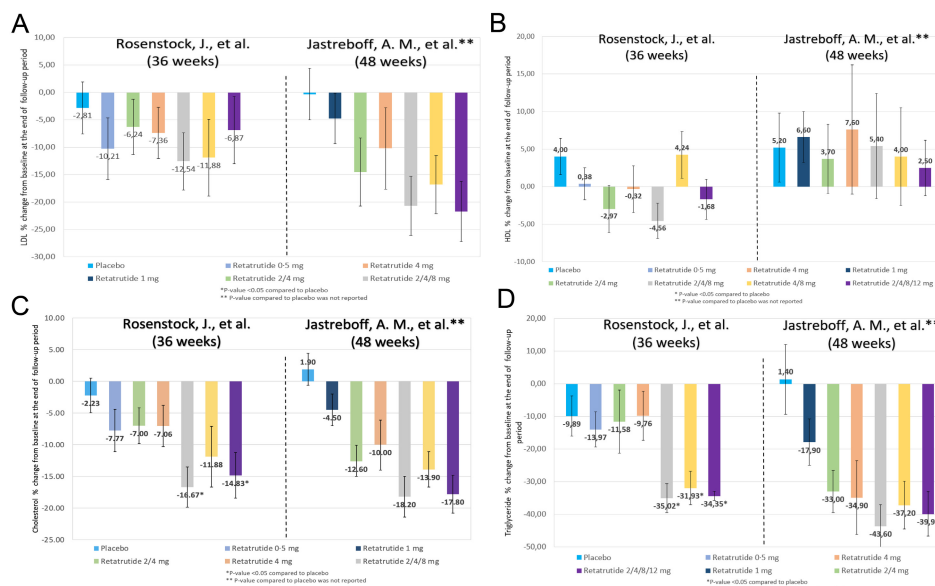 A
Rosenstock, J., et al.
(36 weeks)
Jastreboff, A. M., et al.**
(48 weeks)
LDL % change from baseline at the end of follow-up period
10,00
5,00
0,00
-5,00
-10,00
-15,00
-20,00
-25,00
-30,00
-2,81
-10,21
-6,24
-7,36
-12,54
-11,88
-6,87
Placebo
Retatrutide 0-5 mg
Retatrutide 4 mg
Retatrutide 1 mg
Retatrutide 2/4 mg
Retatrutide 2/4/8 mg
Retatrutide 4/8 mg
Retatrutide 2/4/8/12 mg
*P-value <0.05 compared to placebo
** P-value compared to placebo was not reported
B
Rosenstock, J., et al.
(36 weeks)
Jastreboff, A. M., et al.**
(48 weeks)
HDL % change from baseline at the end of follow-up period
20,00
15,00
10,00
5,00
0,00
-5,00
-10,00
4,00
0,38
-2,97
-0,32
-4,56
4,24
-1,68
5,20
6,60
3,70
7,60
5,40
4,00
2,50
Placebo
Retatrutide 0-5 mg
Retatrutide 4 mg
Retatrutide 1 mg
Retatrutide 2/4 mg
Retatrutide 2/4/8 mg
Retatrutide 4/8 mg
Retatrutide 2/4/8/12 mg
* P-value <0.05 compared to placebo
** P-value compared to placebo was not reported
C
Rosenstock, J., et al.
(36 weeks)
Jastreboff, A. M., et al.**
(48 weeks)
Cholesterol % change from baseline at the end of follow-up period
10.00
5.00
0.00
-5.00
-10.00
-15.00
-20.00
-25.00
-2.23
-7.77
-7.00
-7.06
-16.67*
-11.88
-14.83*
1.90
-4.50
-12.60
-10.00
-18.20
-13.90
-17.80
Placebo
Retatrutide 0-5 mg
Retatrutide 1 mg
Retatrutide 2/4 mg
Retatrutide 4 mg
Retatrutide 2/4/8 mg
*P-value <0.05 compared to placebo
** P-value compared to placebo was not reported
D
Rosenstock, J., et al.
(36 weeks)
Jastreboff, A. M., et al.**
(48 weeks)
Triglyceride % change from baseline at the end of follow-up
period
20,00
10,00
0,00
-10,00
-20,00
-30,00
-40,00
-50,00
-9,89
-13,97
-11,58
-9,76
-35,02*
-31,93*
-34,35*
1,40
-17,90
-33,00
-34,90
-43,60
-37,20
-39,9
Placebo
Retatrutide 0-5 mg
Retatrutide 4 mg
Retatrutide 2/4/8/12 mg
Retatrutide 1 mg
Retatrutide 2/4 mg
*P-value <0.05 compared to placebo